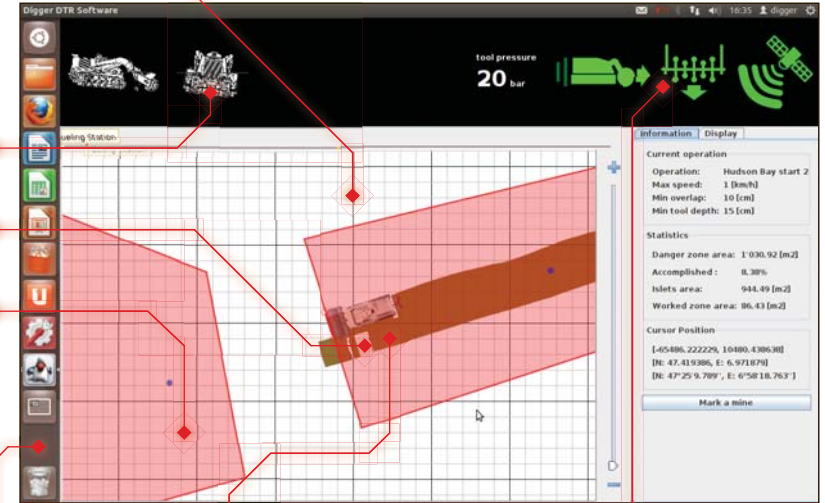 Digger DTR Software
16:35 digger
tool pressure
20 bar
ueling Station
Information Display
Current operation
Operation: Hudson Bay start 2
Max speed: 1 [km/h]
Min overlap: 10 [cm]
Min tool depth: 15 [cm]
Statistics
Danger zone area: 1'030.92 [m2]
Accomplished : 8.38%
Islets area: 944.49 [m2]
Worked zone area: 86.43 [m2]
Cursor Position
[-65486.222229, 10480.438638]
[N: 47.419386, E: 6.971879]
[N: 47°25'9.789'', E: 6°58'18.763'']
Mark a mine